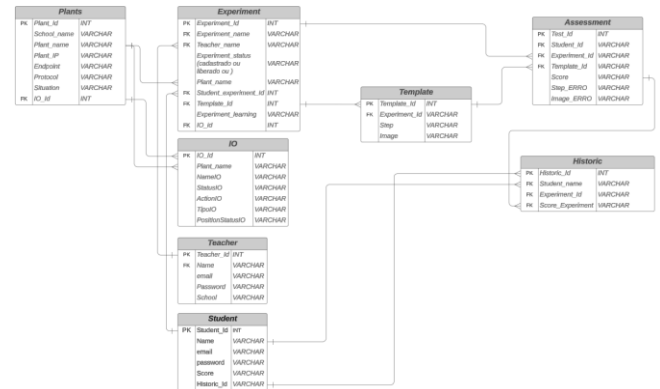 Plants
PK Plant_Id INT
School_name VARCHAR
Plant_name VARCHAR
Plant_IP VARCHAR
Endpoint VARCHAR
Protocol VARCHAR
Situation VARCHAR
FK IO_Id INT
Experiment
PK Experiment_Id INT
FK Experiment_name VARCHAR
FK Teacher_name VARCHAR
Experiment_status
(cadastrado ou
liberado ou ) VARCHAR
Plant_name VARCHAR
FK Student_experiment_Id INT
FK Template_Id INT
Experiment_learning VARCHAR
FK IO_Id INT
IO
PK IO_Id INT
Plant_name VARCHAR
NameIO VARCHAR
StatusIO VARCHAR
ActionIO VARCHAR
TipoIO VARCHAR
PositionStatusIO VARCHAR
Teacher
PK Teacher_Id INT
FK Name VARCHAR
email VARCHAR
Password VARCHAR
School VARCHAR
Student
PK Student_Id INT
Name VARCHAR
email VARCHAR
password VARCHAR
Score VARCHAR
Historic_Id VARCHAR
Template
PK Template_Id INT
FK Experiment_Id VARCHAR
Step VARCHAR
Image VARCHAR
Assessment
PK Test_Id INT
FK Student_Id VARCHAR
FK Experiment_Id VARCHAR
FK Template_Id VARCHAR
Score VARCHAR
Step_ERRO VARCHAR
Image_ERRO VARCHAR
Historic
PK Historic_Id INT
FK Student_name VARCHAR
FK Experiment_Id VARCHAR
FK Score_Experiment VARCHAR